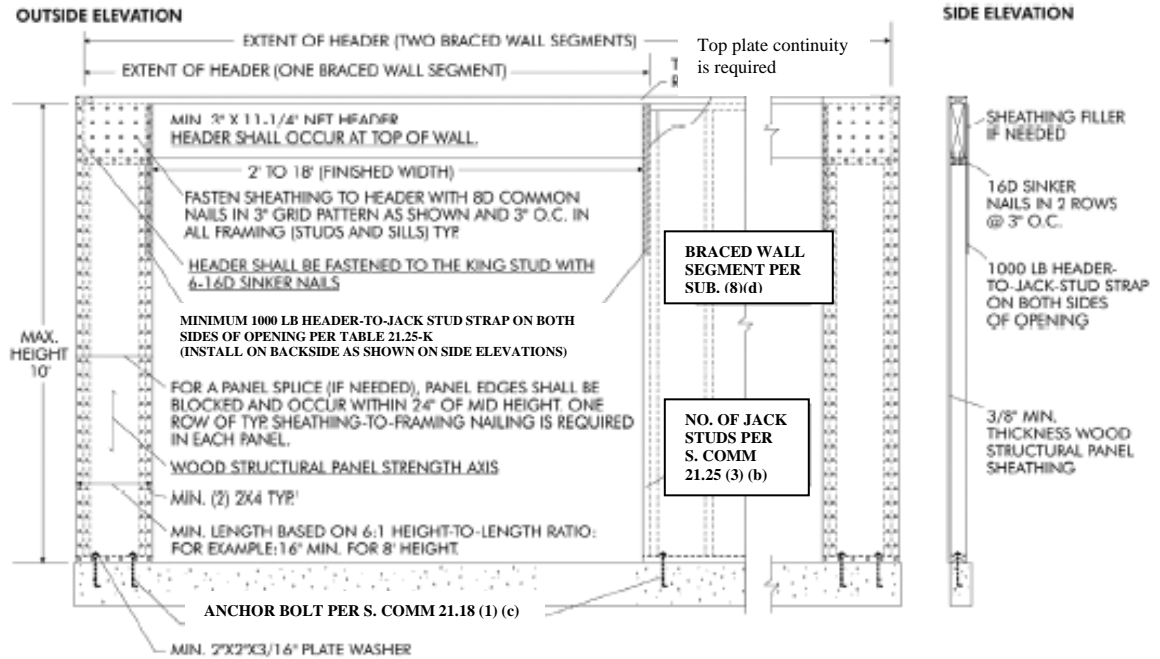 OUTSIDE ELEVATION
SIDE ELEVATION
EXTENT OF HEADER (TWO BRACED WALL SEGMENTS)
Top plate continuity
is required
EXTENT OF HEADER (ONE BRACED WALL SEGMENT)
MIN. 3" X 11-1/4" NET HEADER
HEADER SHALL OCCUR AT TOP OF WALL.
2' TO 18' (FINISHED WIDTH)
FASTEN SHEATHING TO HEADER WITH 8D COMMON
NAILS IN 3" GRID PATTERN AS SHOWN AND 3" O.C. IN
ALL FRAMING (STUDS AND SILLS) TYP.
HEADER SHALL BE FASTENED TO THE KING STUD WITH
6-16D SINKER NAILS
MINIMUM 1000 LB HEADER-TO-JACK STUD STRAP ON BOTH
SIDES OF OPENING PER TABLE 21.25-K
(INSTALL ON BACKSIDE AS SHOWN ON SIDE ELEVATIONS)
MAX.
HEIGHT
10'
FOR A PANEL SPLICE (IF NEEDED), PANEL EDGES SHALL BE
BLOCKED AND OCCUR WITHIN 24" OF MID HEIGHT. ONE
ROW OF TYP. SHEATHING-TO-FRAMING NAILING IS REQUIRED
IN EACH PANEL.
WOOD STRUCTURAL PANEL STRENGTH AXIS
MIN. (2) 2X4 TYP.
MIN. LENGTH BASED ON 6:1 HEIGHT-TO-LENGTH RATIO:
FOR EXAMPLE: 16" MIN. FOR 8' HEIGHT.
ANCHOR BOLT PER S. COMM 21.18 (1) (c)
MIN. 2"X2"X3/16" PLATE WASHER
BRACED WALL
SEGMENT PER
SUB. (8)(d)
NO. OF JACK
STUDS PER
S. COMM
21.25 (3) (b)
SHEATHING FILLER
IF NEEDED
16D SINKER
NAILS IN 2 ROWS
@ 3" O.C.
1000 LB HEADER-
TO-JACK-STUD STRAP
ON BOTH SIDES
OF OPENING
3/8" MIN.
THICKNESS WOOD
STRUCTURAL PANEL
SHEATHING